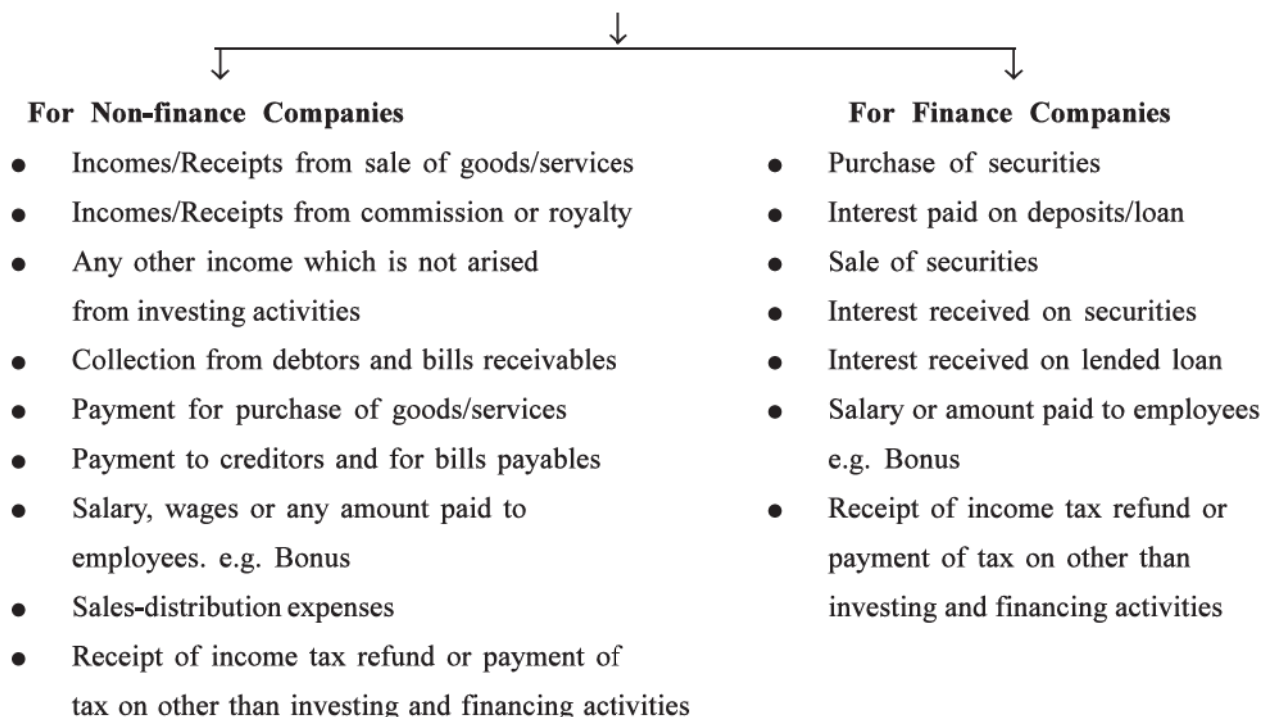 For Non-finance Companies
● Incomes/Receipts from sale of goods/services
● Incomes/Receipts from commission or royalty
● Any other income which is not arised
from investing activities
● Collection from debtors and bills receivables
● Payment for purchase of goods/services
● Payment to creditors and for bills payables
● Salary, wages or any amount paid to
employees. e.g. Bonus
● Sales-distribution expenses
● Receipt of income tax refund or payment of
tax on other than investing and financing activities
For Finance Companies
● Purchase of securities
● Interest paid on deposits/loan
● Sale of securities
● Interest received on securities
● Interest received on lended loan
● Salary or amount paid to employees
e.g. Bonus
● Receipt of income tax refund or
payment of tax on other than
investing and financing activities